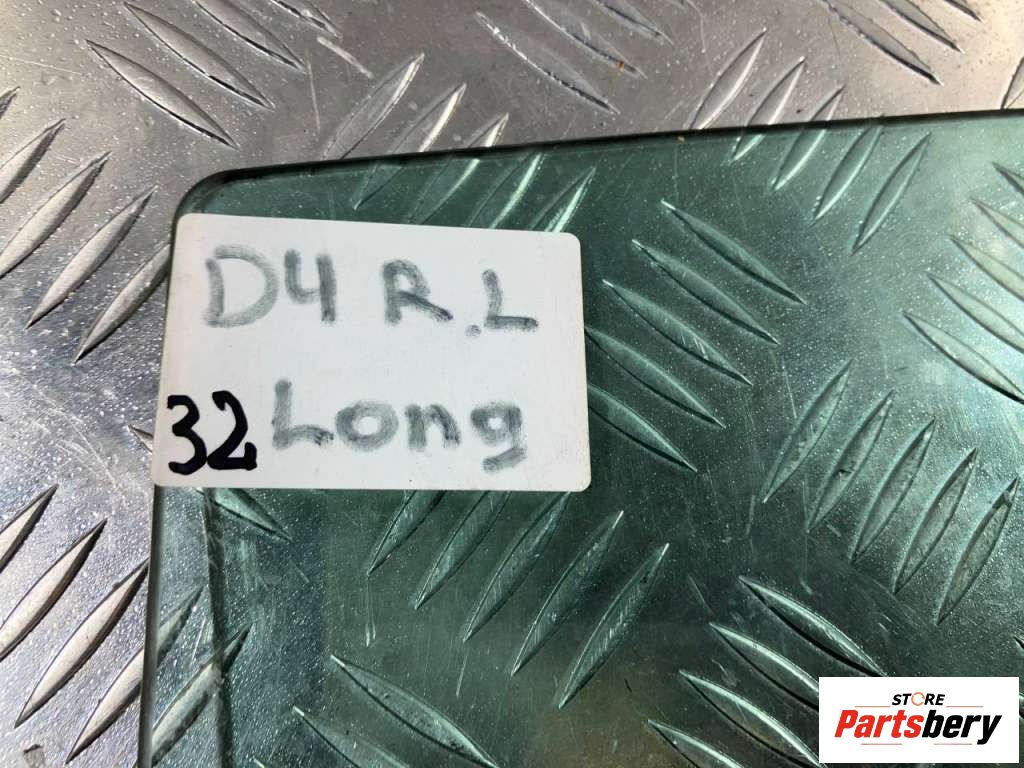 D4 R.L
32 Long
STORE
Partsbery